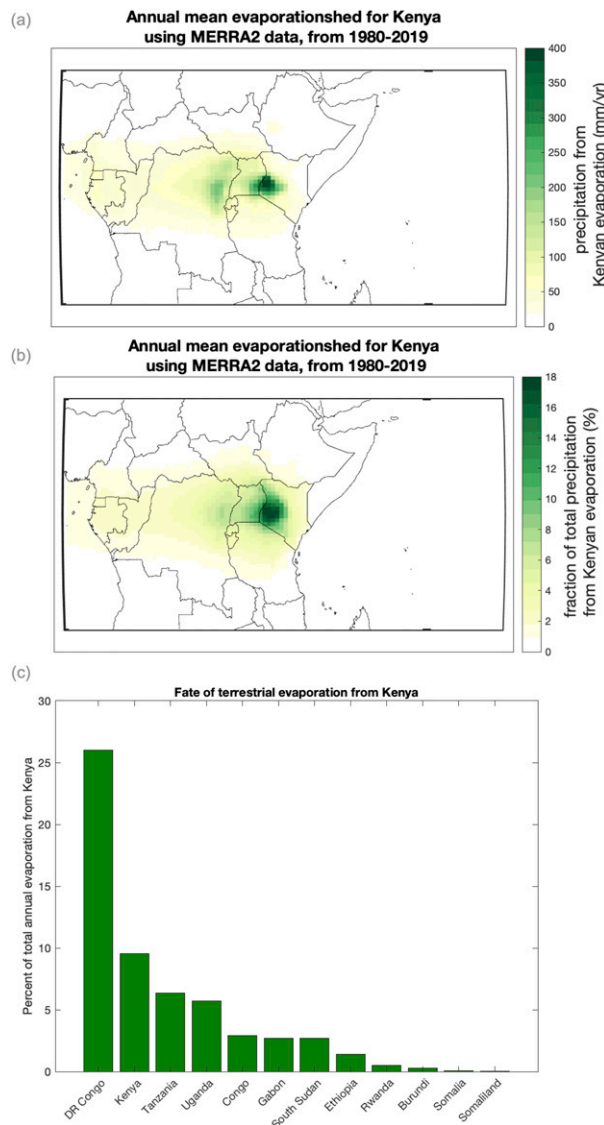 (a)
Annual mean evaporationshed for Kenya
using MERRA2 data, from 1980-2019
400
350
300
250
200
150
100
50
0
precipitation from
Kenyan evaporation (mm/yr)
(b)
Annual mean evaporationshed for Kenya
using MERRA2 data, from 1980-2019
18
16
14
12
10
8
6
4
2
0
fraction of total precipitation
from Kenyan evaporation (%)
(c)
Fate of terrestrial evaporation from Kenya
Percent of total annual evaporation from Kenya
30
25
20
15
10
5
0
DR Congo
Kenya
Tanzania
Uganda
Congo
Gabon
South Sudan
Ethiopia
Rwanda
Burundi
Somalia
Somaliland